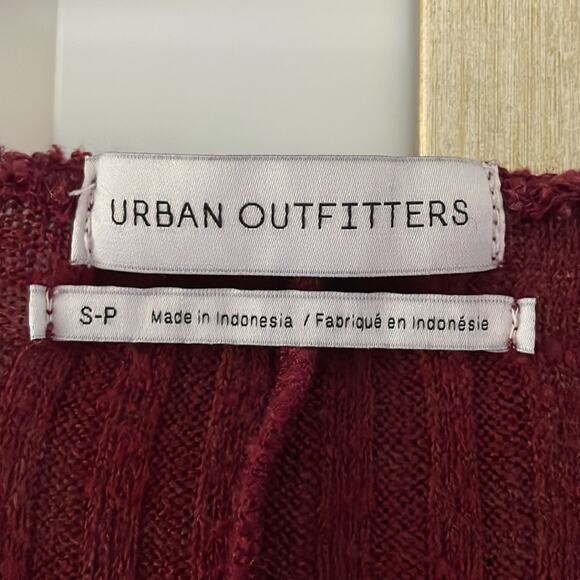 URBAN OUTFITTERS
S-P Made in Indonesia / Fabriqué en Indonésie